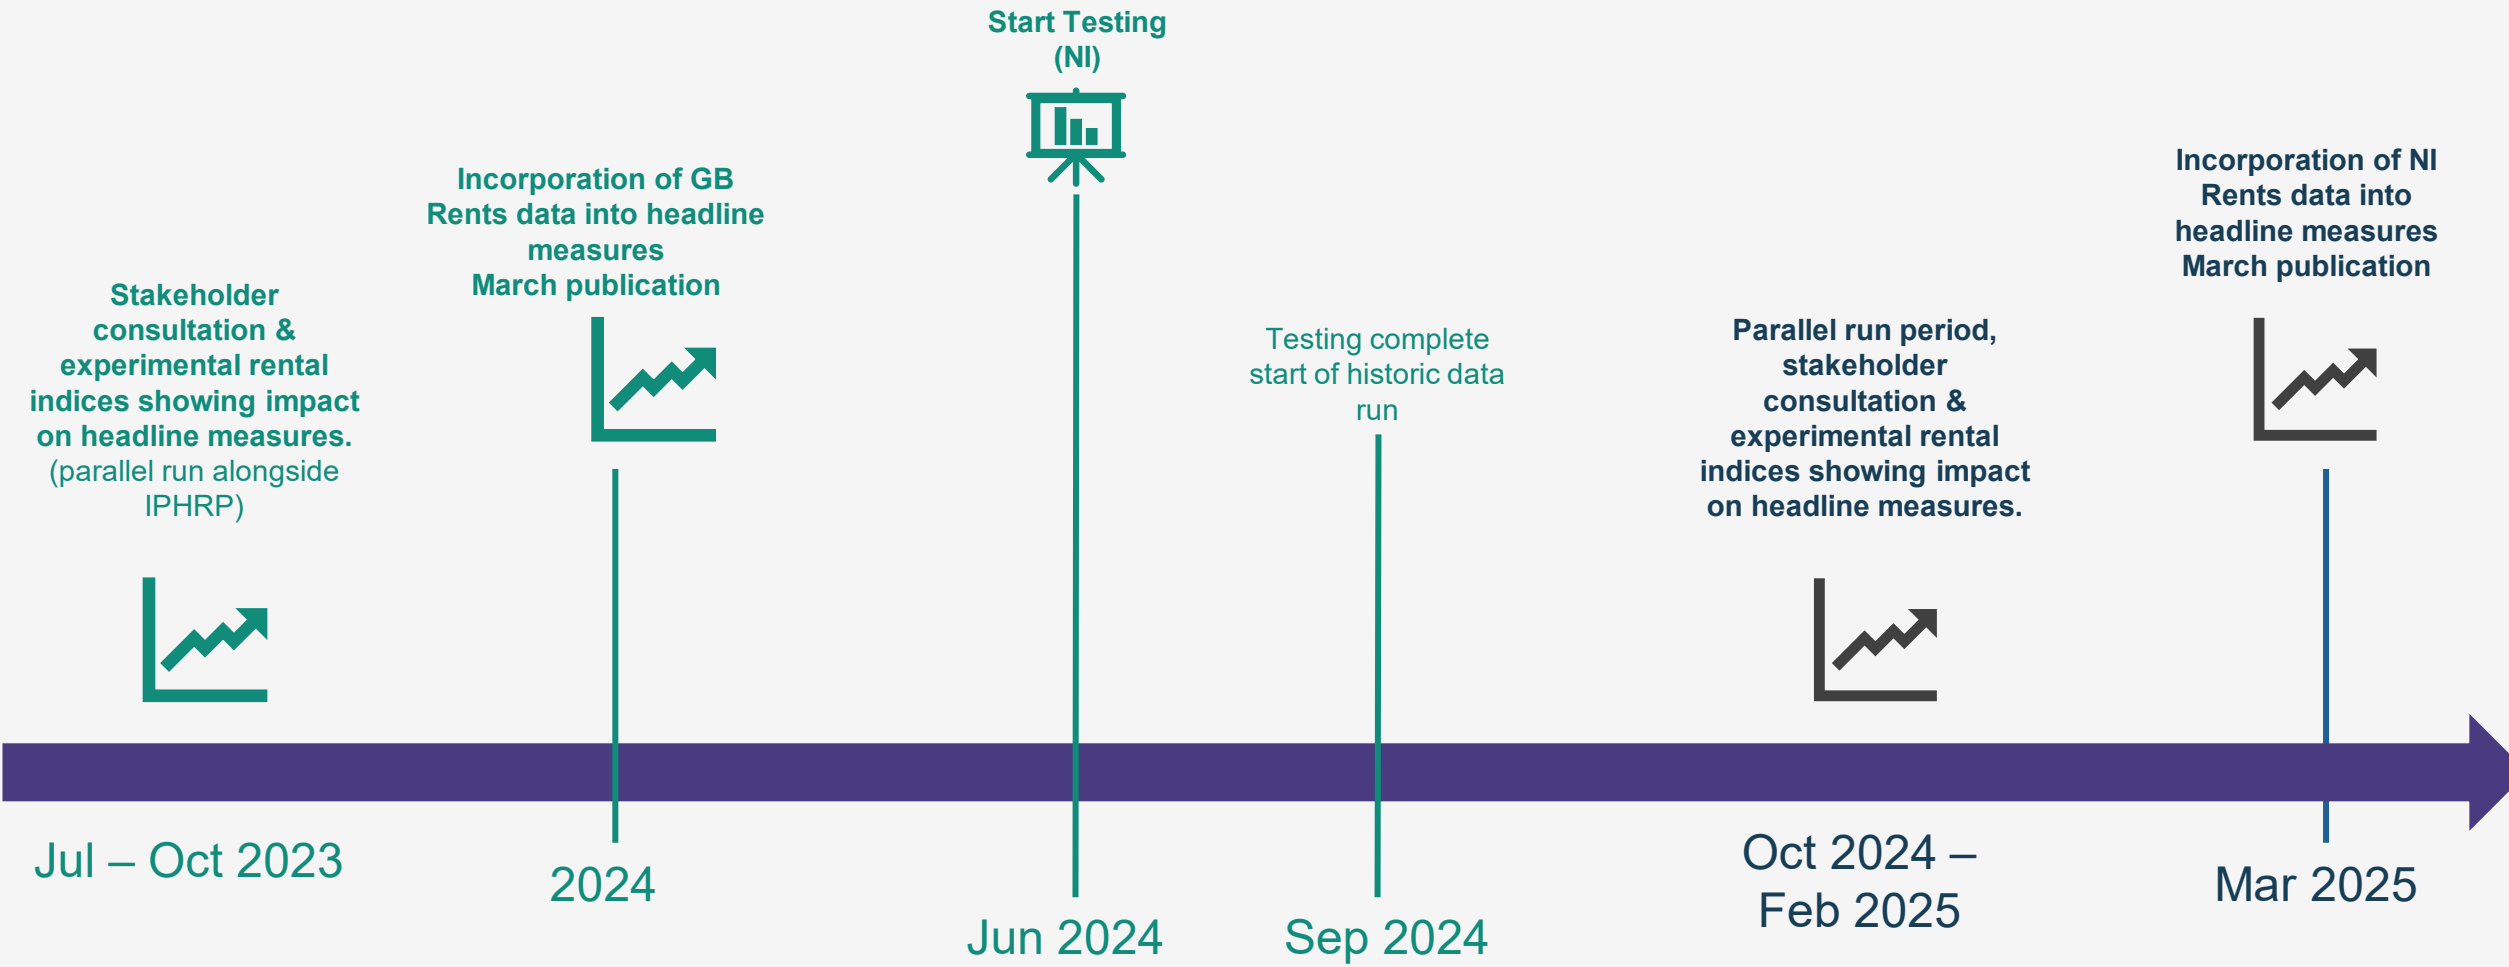 Stakeholder
consultation &
experimental rental
indices showing impact
on headline measures.
(parallel run alongside
IPHRP)
Jul – Oct 2023
Incorporation of GB
Rents data into headline
measures
March publication
2024
Start Testing
(NI)
Jun 2024
Testing complete
start of historic data
run
Sep 2024
Parallel run period,
stakeholder
consultation &
experimental rental
indices showing impact
on headline measures.
Oct 2024 –
Feb 2025
Incorporation of NI
Rents data into
headline measures
March publication
Mar 2025